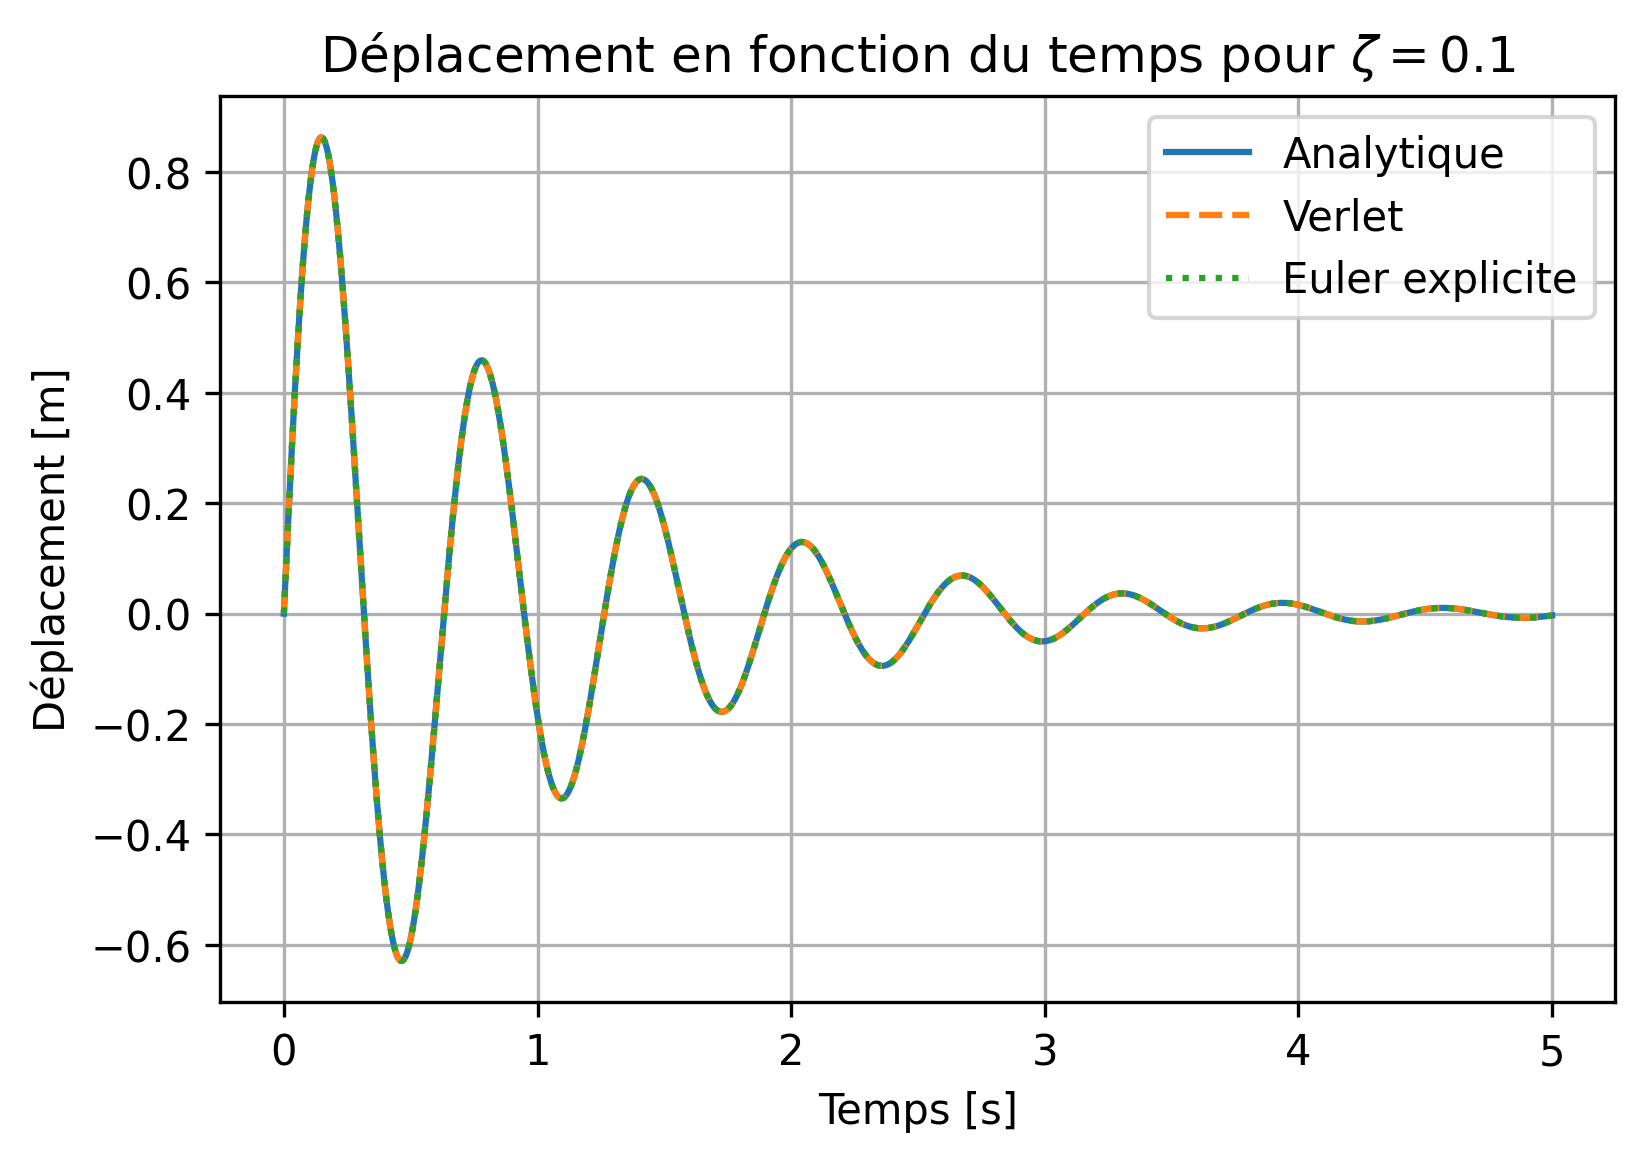 Déplacement en fonction du temps pour ζ = 0.1
Analytique
Verlet
Euler explicite
Déplacement [m]
0.8
0.6
0.4
0.2
0.0
−0.2
−0.4
−0.6
0 1 2 3 4 5
Temps [s]